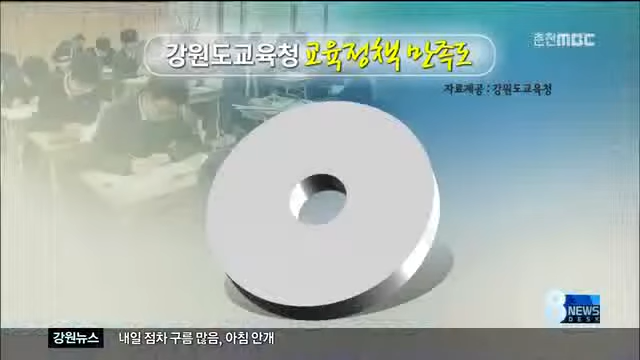 강원도교육청 교육정책 만족도
춘천MBC
자료제공 : 강원도교육청
8 NEWS
DESK
강원뉴스 내일 점차 구름 많음, 아침 안개